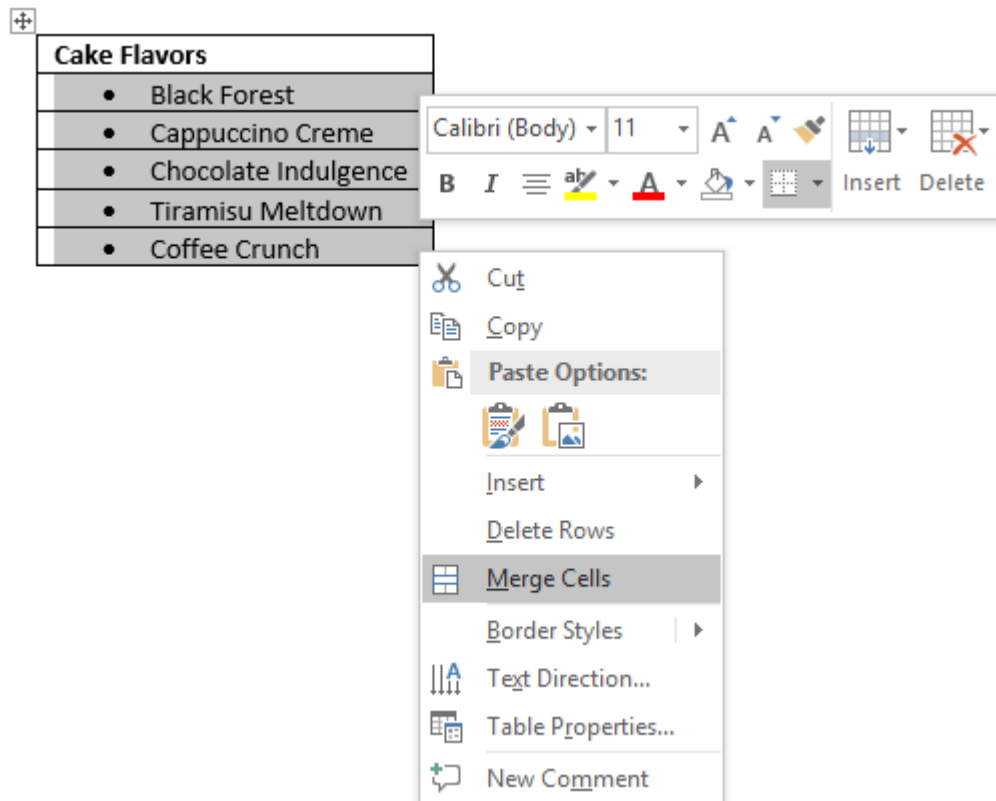 Cake Flavors
• Black Forest
• Cappuccino Creme
• Chocolate Indulgence
• Tiramisu Meltdown
• Coffee Crunch
Calibri (Body) 11 A A
B I ab A Insert Delete
Cut
Copy
Paste Options:
Insert
Delete Rows
Merge Cells
Border Styles
Text Direction...
Table Properties...
New Comment